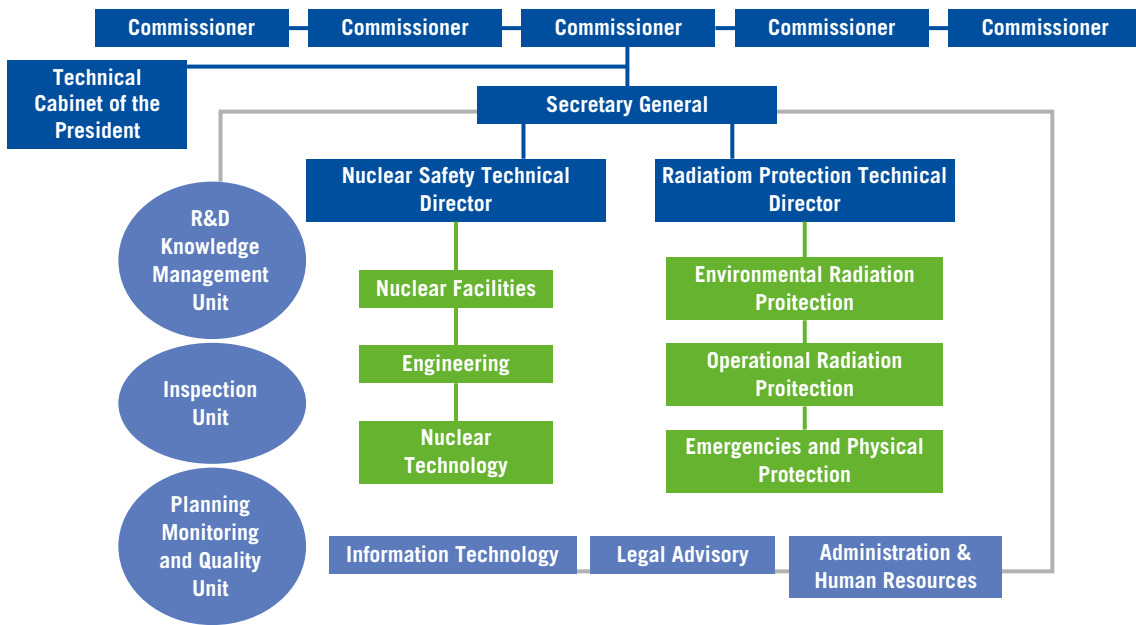 Commissioner
Commissioner
Commissioner
Commissioner
Commissioner
Technical
Cabinet of the
President
Secretary General
Nuclear Safety Technical
Director
Radiatiom Protection Technical
Director
R&D
Knowledge
Management
Unit
Nuclear Facilities
Environmental Radiation
Proitection
Engineering
Operational Radiation
Proitection
Inspection
Unit
Nuclear
Technology
Emergencies and Physical
Protection
Planning
Monitoring
and Quality
Unit
Information Technology
Legal Advisory
Administration &
Human Resources